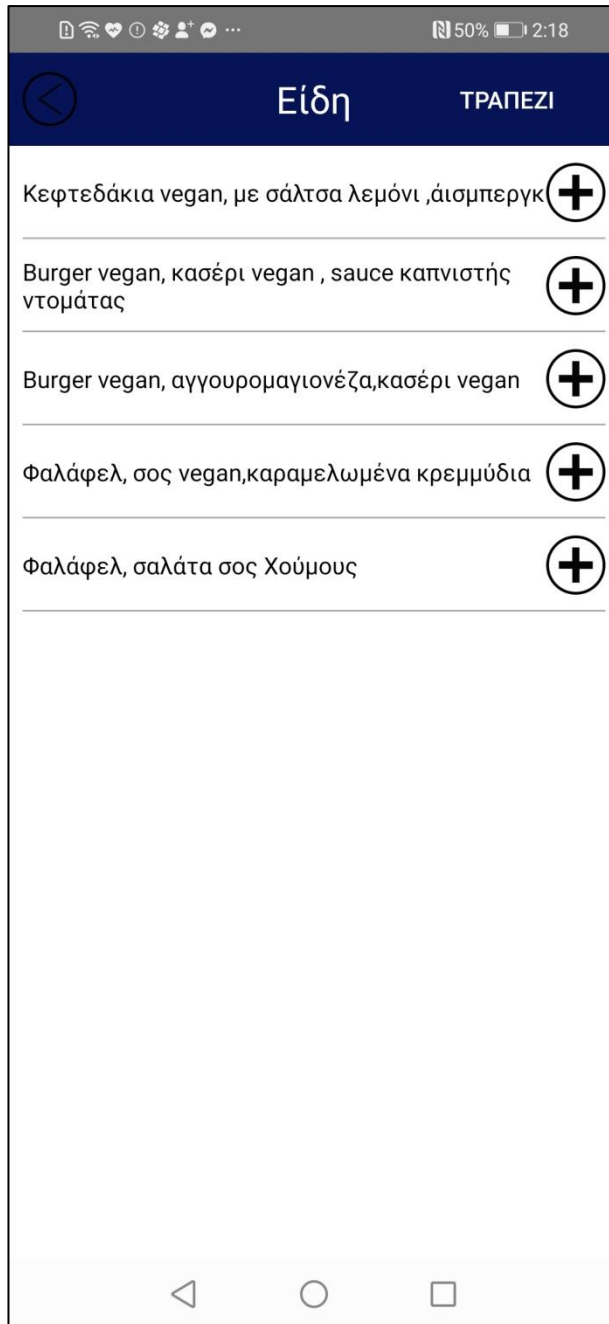 50% 2:18
Είδη ΤΡΑΠΕΖΙ
Κεφτεδάκια vegan, με σάλτσα λεμόνι ,άισμπεργκ
Burger vegan, κασέρι vegan , sauce καπνιστής
ντομάτας
Burger vegan, αγγουρομαγιονέζα,κασέρι vegan
Φαλάφελ, σος vegan,καραμελωμένα κρεμμύδια
Φαλάφελ, σαλάτα σος Χούμους